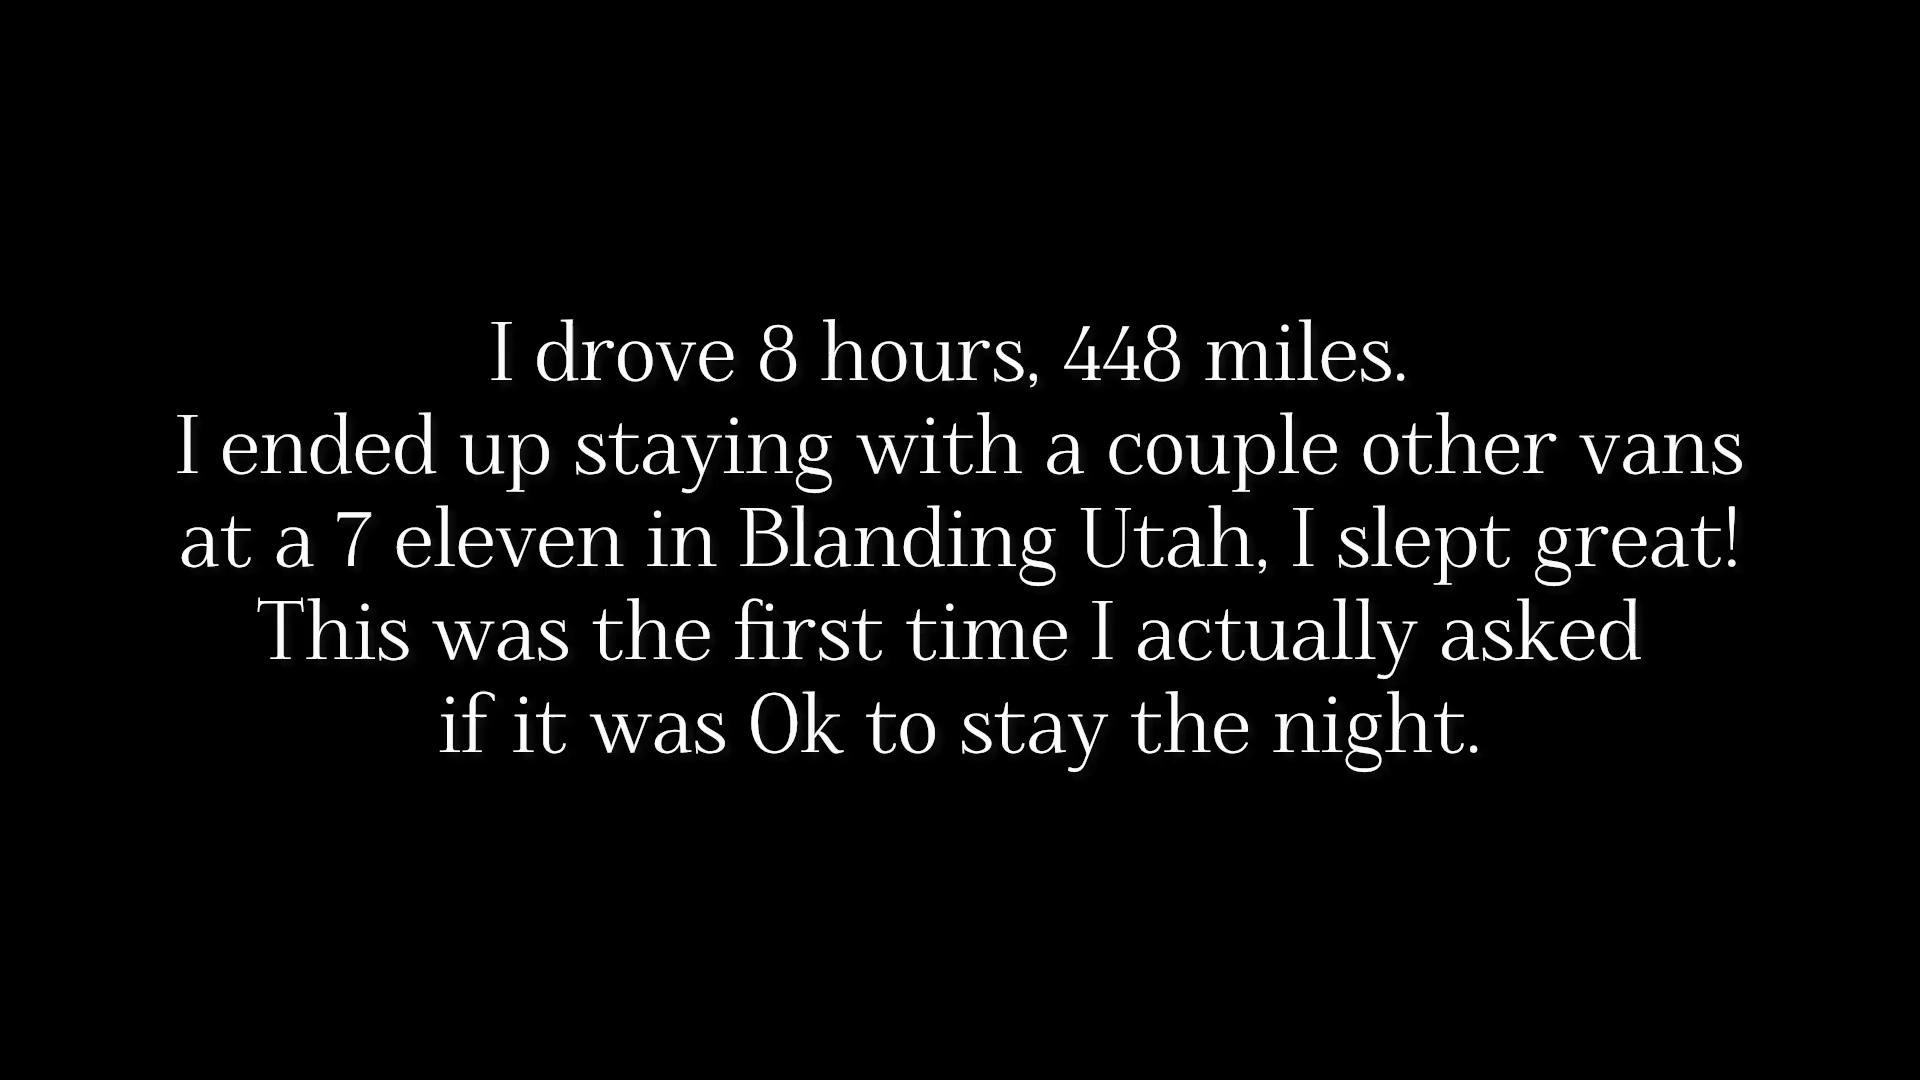 I drove 8 hours, 448 miles.
I ended up staying with a couple other vans
at a 7 eleven in Blanding Utah, I slept great!
This was the first time I actually asked
if it was Ok to stay the night.